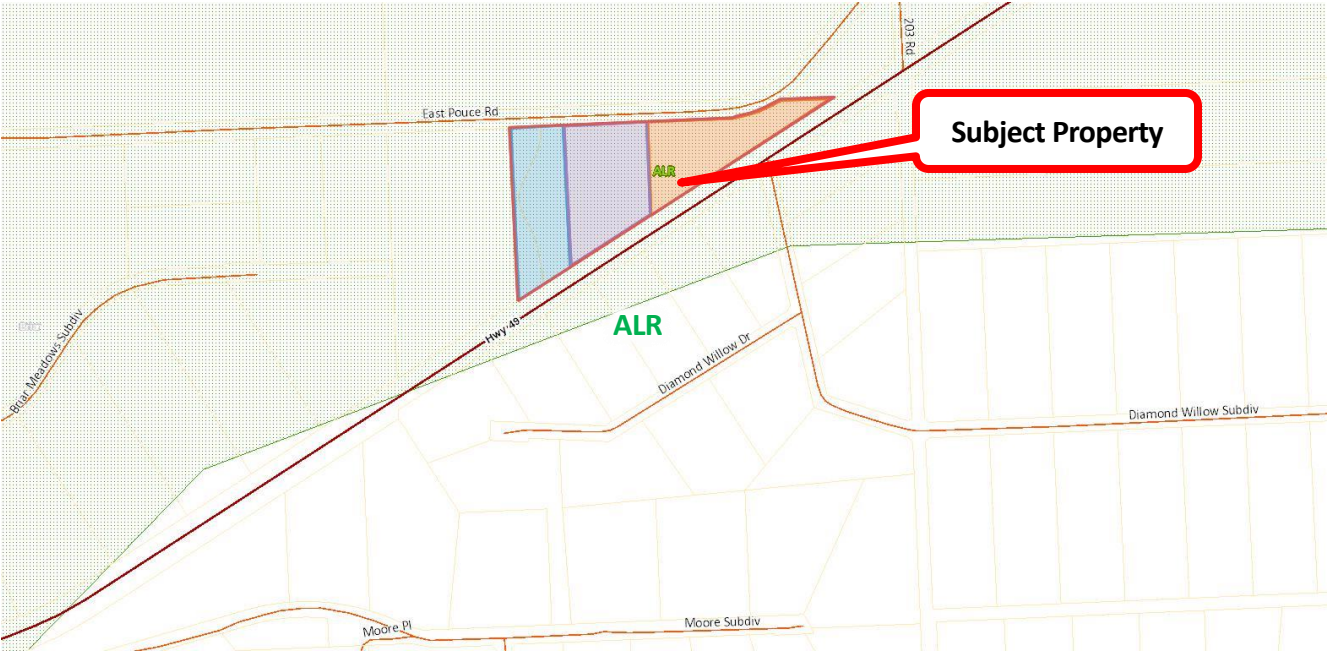 203 Rd
East Pouce Rd
Subject Property
ALR
Hwy 49
ALR
Briar Meadows Subdiv
Diamond Willow Dr
Diamond Willow Subdiv
Moore Pl
Moore Subdiv